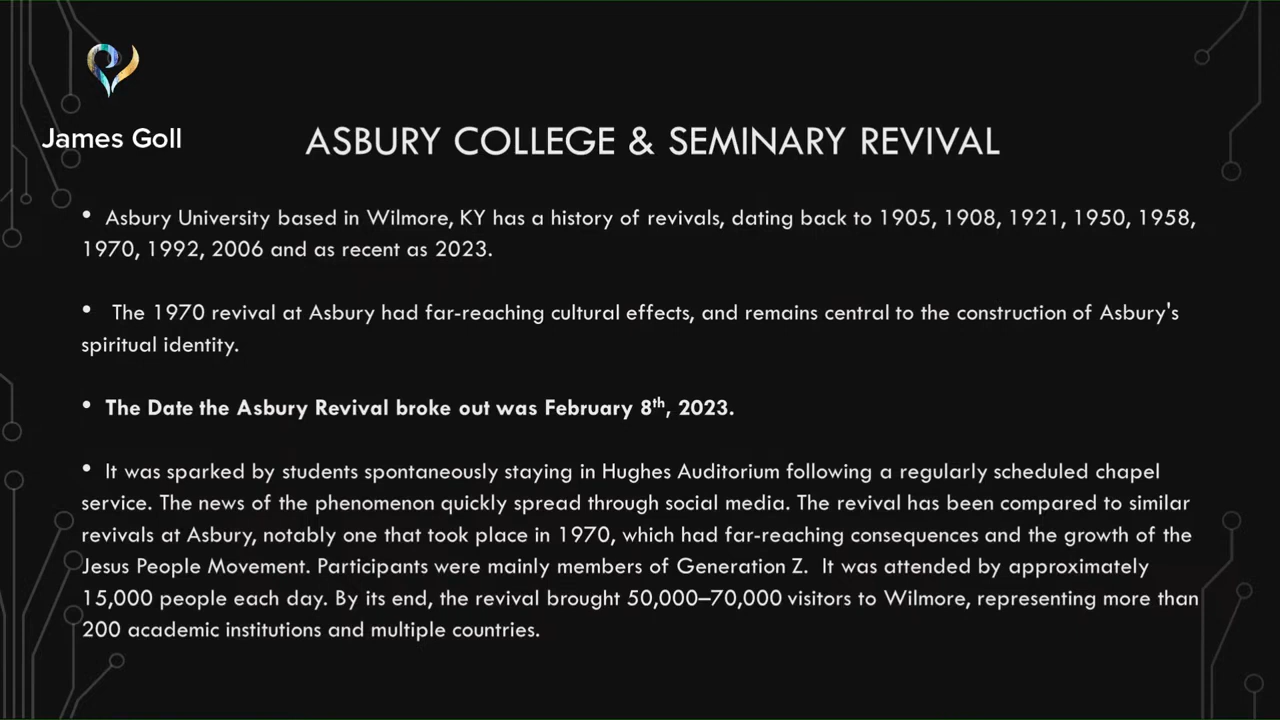 James Goll
ASBURY COLLEGE & SEMINARY REVIVAL
• Asbury University based in Wilmore, KY has a history of revivals, dating back to 1905, 1908, 1921, 1950, 1958,
1970, 1992, 2006 and as recent as 2023.
• The 1970 revival at Asbury had far-reaching cultural effects, and remains central to the construction of Asbury's
spiritual identity.
• The Date the Asbury Revival broke out was February 8th, 2023.
• It was sparked by students spontaneously staying in Hughes Auditorium following a regularly scheduled chapel
service. The news of the phenomenon quickly spread through social media. The revival has been compared to similar
revivals at Asbury, notably one that took place in 1970, which had far-reaching consequences and the growth of the
Jesus People Movement. Participants were mainly members of Generation Z. It was attended by approximately
15,000 people each day. By its end, the revival brought 50,000–70,000 visitors to Wilmore, representing more than
200 academic institutions and multiple countries.